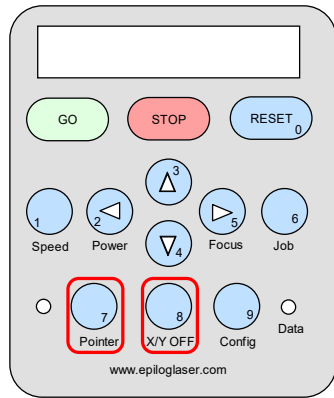 GO STOP RESET 0
3
1 2 5 6
Speed Power Focus Job
4
7 8 9
Pointer X/Y OFF Config Data
www.epiloglaser.com